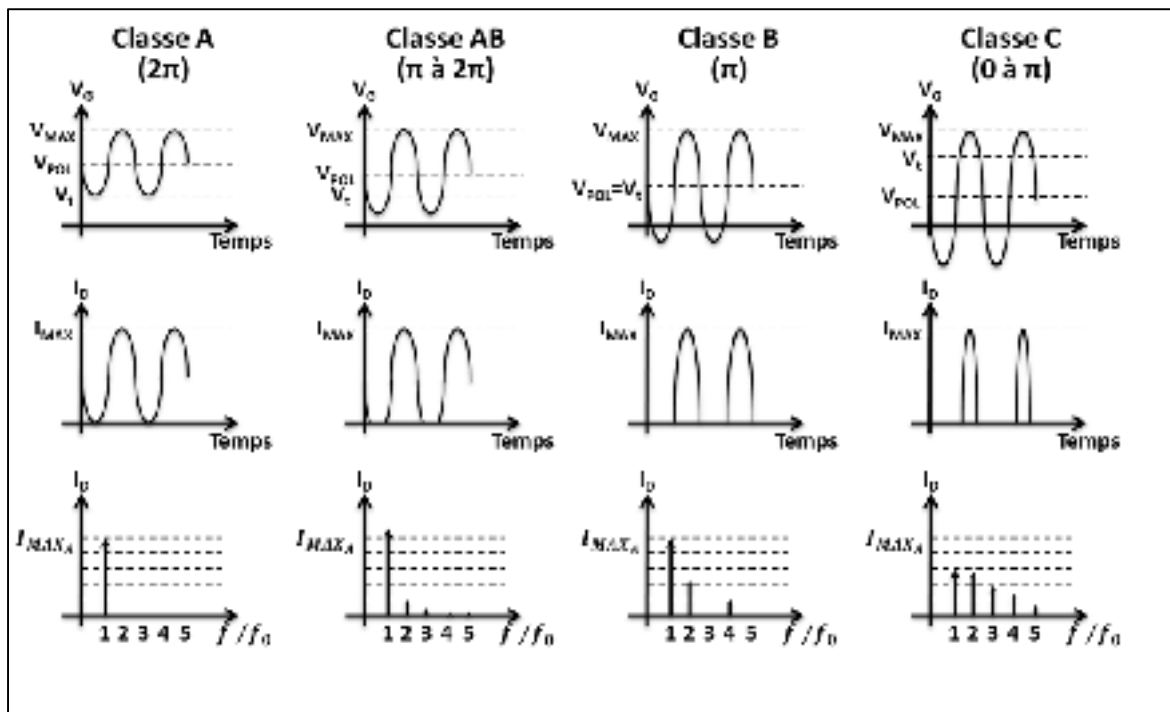 Classe A
(2π)
Classe AB
(π à 2π)
Classe B
(π)
Classe C
(0 à π)
V_G
V_MAX
V_POL
V_t
Temps
V_G
V_MAX
V_POL
V_t
Temps
V_G
V_MAX
V_POL=V_t
Temps
V_G
V_MAX
V_t
V_POL
Temps
I_D
I_MAX
Temps
I_D
I_MAX
Temps
I_D
I_MAX
Temps
I_D
I_MAX
Temps
I_D
I_MAX_A
1 2 3 4 5 f/f_0
I_D
I_MAX_A
1 2 3 4 5 f/f_0
I_D
I_MAX_A
1 2 3 4 5 f/f_0
I_D
I_MAX_A
1 2 3 4 5 f/f_0